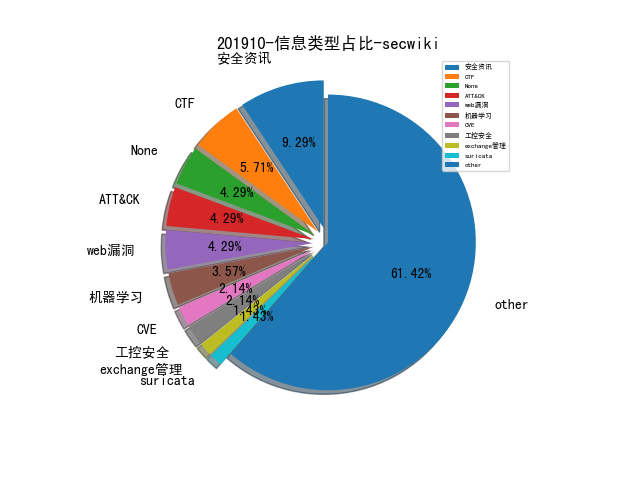 201910-信息类型占比-secwiki
安全资讯
CTF
None
ATT&CK
web漏洞
机器学习
CVE
工控安全
exchange管理
suricata
other
9.29%
5.71%
4.29%
4.29%
4.29%
3.57%
2.14%
2.14%
1.43%
1.43%
61.42%
安全资讯
CTF
None
ATT&CK
web漏洞
机器学习
CVE
工控安全
exchange管理
suricata
other